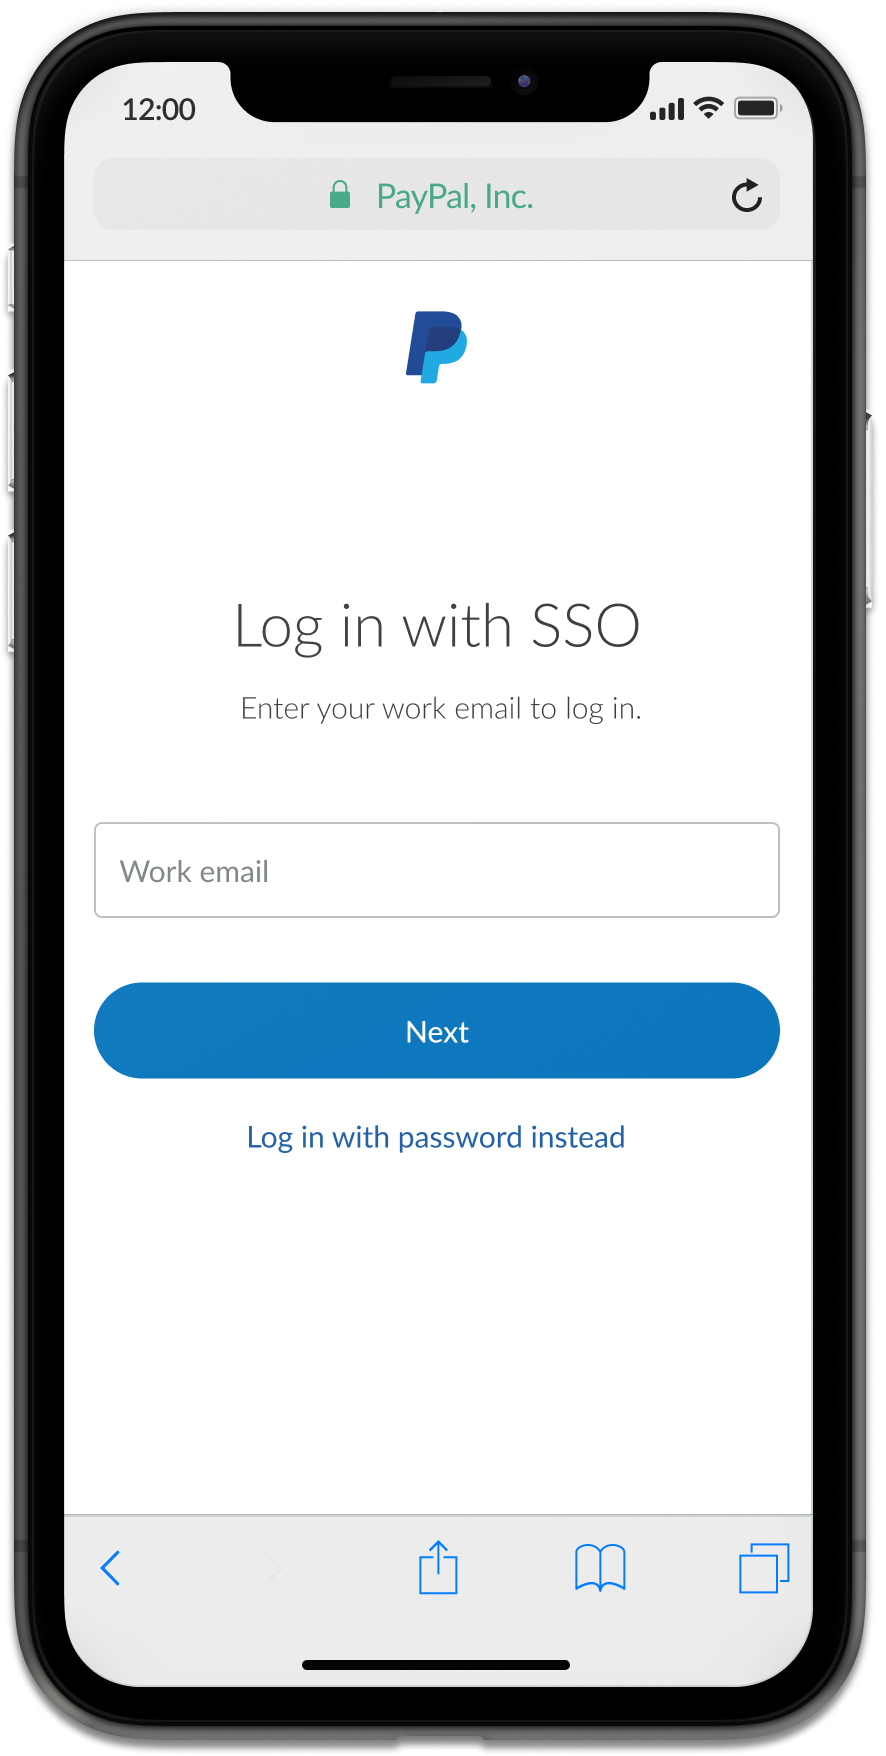 12:00
PayPal, Inc.
Log in with SSO
Enter your work email to log in.
Work email
Next
Log in with password instead